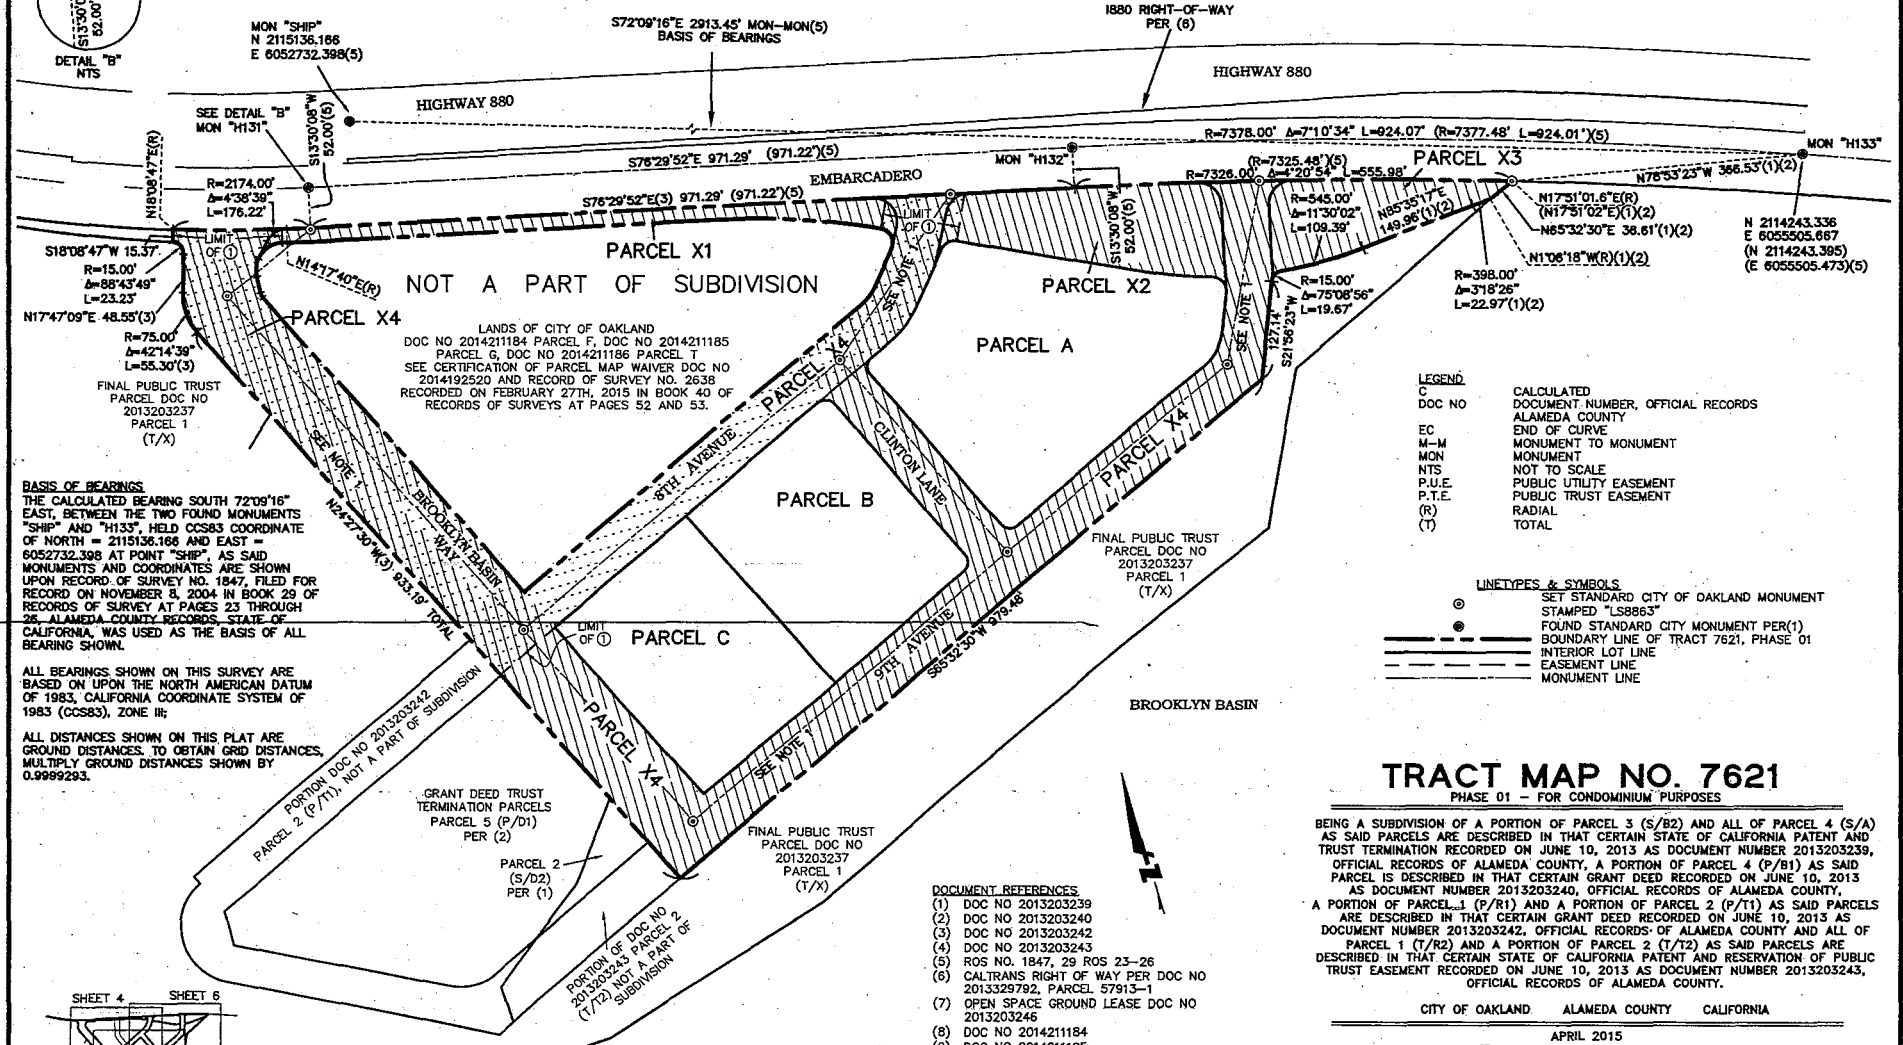 S13°30'0
52.00'
DETAIL "B"
NTS
MON "SHIP"
N 2115136.166
E 6052732.398(5)
S72°09'16"E 2913.45' MON-MON(5)
BASIS OF BEARINGS
I880 RIGHT-OF-WAY
PER (6)
HIGHWAY 880
HIGHWAY 880
SEE DETAIL "B"
MON "H131"
S13°30'08"W
52.00'(5)
N18°08'47"E(R)
R=2174.00'
Δ=4°38'39"
L=176.22'
S76°29'52"E 971.29' (971.22')(5)
EMBARCADERO
S76°29'52"E(3) 971.29' (971.22')(5)
MON "H132"
R=7378.00' Δ=7°10'34" L=924.07' (R=7377.48' L=924.01')(5)
(R=7325.48')(5)
R=7326.00' Δ=4°20'54" L=555.98'
PARCEL X3
MON "H133"
N76°53'23"W 366.53'(1)(2)
N 2114243.336
E 6055505.667
(N 2114243.395)
(E 6055505.473)(5)
N17°51'01.6"E(R)
(N17°51'02"E)(1)(2)
N65°32'30"E 36.61'(1)(2)
N1°06'18"W(R)(1)(2)
R=545.00'
Δ=11°30'02"
L=109.39'
N85°35'17"E
149.96'(1)(2)
R=398.00'
Δ=3°18'26"
L=22.97'(1)(2)
R=15.00'
Δ=75°08'56"
L=19.67'
127.14'
S21°56'23"W
S13°30'08"W
52.00'(5)
S18°08'47"W 15.37'
R=15.00'
Δ=88°43'49"
L=23.23'
N17°47'09"E 48.55'(3)
R=75.00'
Δ=42°14'39"
L=55.30'(3)
LIMIT
OF ①
N14°17'40"E(R)
LIMIT
OF ①
SEE NOTE 1
PARCEL X1
NOT A PART OF SUBDIVISION
PARCEL X4
LANDS OF CITY OF OAKLAND
DOC NO 2014211184 PARCEL F, DOC NO 2014211185
PARCEL G, DOC NO 2014211186 PARCEL T
SEE CERTIFICATION OF PARCEL MAP WAIVER DOC NO
2014192520 AND RECORD OF SURVEY NO. 2638
RECORDED ON FEBRUARY 27TH, 2015 IN BOOK 40 OF
RECORDS OF SURVEYS AT PAGES 52 AND 53.
PARCEL X2
PARCEL A
SEE NOTE 1
PARCEL X4
8TH AVENUE
CLINTON LANE
PARCEL X4
PARCEL B
FINAL PUBLIC TRUST
PARCEL DOC NO
2013203237
PARCEL 1
(T/X)
SEE NOTE 1
BROOKLYN BASIN
WAY
N24°27'30"W(3) 933.19' TOTAL
LIMIT
OF ①
PARCEL C
9TH AVENUE
S65°32'30"W 979.48'
PARCEL X4
SEE NOTE 1
FINAL PUBLIC TRUST
PARCEL DOC NO
2013203237
PARCEL 1
(T/X)
BROOKLYN BASIN
BASIS OF BEARINGS
THE CALCULATED BEARING SOUTH 72°09'16"
EAST, BETWEEN THE TWO FOUND MONUMENTS
"SHIP" AND "H133", HELD CCS83 COORDINATE
OF NORTH = 2115136.166 AND EAST =
6052732.398 AT POINT "SHIP", AS SAID
MONUMENTS AND COORDINATES ARE SHOWN
UPON RECORD OF SURVEY NO. 1847, FILED FOR
RECORD ON NOVEMBER 8, 2004 IN BOOK 29 OF
RECORDS OF SURVEY AT PAGES 23 THROUGH
26, ALAMEDA COUNTY RECORDS, STATE OF
CALIFORNIA, WAS USED AS THE BASIS OF ALL
BEARING SHOWN.
ALL BEARINGS SHOWN ON THIS SURVEY ARE
BASED ON UPON THE NORTH AMERICAN DATUM
OF 1983, CALIFORNIA COORDINATE SYSTEM OF
1983 (CCS83), ZONE III;
ALL DISTANCES SHOWN ON THIS PLAT ARE
GROUND DISTANCES. TO OBTAIN GRID DISTANCES,
MULTIPLY GROUND DISTANCES SHOWN BY
0.9999293.
PORTION DOC NO 2013203242
PARCEL 2 (P/T1), NOT A PART OF SUBDIVISION
GRANT DEED TRUST
TERMINATION PARCELS
PARCEL 5 (P/D1)
PER (2)
PARCEL 2
(S/D2)
PER (1)
FINAL PUBLIC TRUST
PARCEL DOC NO
2013203237
PARCEL 1
(T/X)
PORTION OF DOC NO
2013203243 PARCEL 2
(T/T2) NOT A PART OF
SUBDIVISION
SHEET 4
SHEET 6
LEGEND
C CALCULATED
DOC NO DOCUMENT NUMBER, OFFICIAL RECORDS
ALAMEDA COUNTY
EC END OF CURVE
M-M MONUMENT TO MONUMENT
MON MONUMENT
NTS NOT TO SCALE
P.U.E. PUBLIC UTILITY EASEMENT
P.T.E. PUBLIC TRUST EASEMENT
(R) RADIAL
(T) TOTAL
LINETYPES & SYMBOLS
SET STANDARD CITY OF OAKLAND MONUMENT
STAMPED "LS8863"
FOUND STANDARD CITY MONUMENT PER(1)
BOUNDARY LINE OF TRACT 7621, PHASE 01
INTERIOR LOT LINE
EASEMENT LINE
MONUMENT LINE
DOCUMENT REFERENCES
(1) DOC NO 2013203239
(2) DOC NO 2013203240
(3) DOC NO 2013203242
(4) DOC NO 2013203243
(5) ROS NO. 1847, 29 ROS 23-26
(6) CALTRANS RIGHT OF WAY PER DOC NO
2013329792, PARCEL 57913-1
(7) OPEN SPACE GROUND LEASE DOC NO
2013203246
(8) DOC NO 2014211184
TRACT MAP NO. 7621
PHASE 01 - FOR CONDOMINIUM PURPOSES
BEING A SUBDIVISION OF A PORTION OF PARCEL 3 (S/B2) AND ALL OF PARCEL 4 (S/A)
AS SAID PARCELS ARE DESCRIBED IN THAT CERTAIN STATE OF CALIFORNIA PATENT AND
TRUST TERMINATION RECORDED ON JUNE 10, 2013 AS DOCUMENT NUMBER 2013203239,
OFFICIAL RECORDS OF ALAMEDA COUNTY, A PORTION OF PARCEL 4 (P/B1) AS SAID
PARCEL IS DESCRIBED IN THAT CERTAIN GRANT DEED RECORDED ON JUNE 10, 2013
AS DOCUMENT NUMBER 2013203240, OFFICIAL RECORDS OF ALAMEDA COUNTY,
A PORTION OF PARCEL 1 (P/R1) AND A PORTION OF PARCEL 2 (P/T1) AS SAID PARCELS
ARE DESCRIBED IN THAT CERTAIN GRANT DEED RECORDED ON JUNE 10, 2013 AS
DOCUMENT NUMBER 2013203242, OFFICIAL RECORDS OF ALAMEDA COUNTY AND ALL OF
PARCEL 1 (T/R2) AND A PORTION OF PARCEL 2 (T/T2) AS SAID PARCELS ARE
DESCRIBED IN THAT CERTAIN STATE OF CALIFORNIA PATENT AND RESERVATION OF PUBLIC
TRUST EASEMENT RECORDED ON JUNE 10, 2013 AS DOCUMENT NUMBER 2013203243,
OFFICIAL RECORDS OF ALAMEDA COUNTY.
CITY OF OAKLAND ALAMEDA COUNTY CALIFORNIA
APRIL 2015